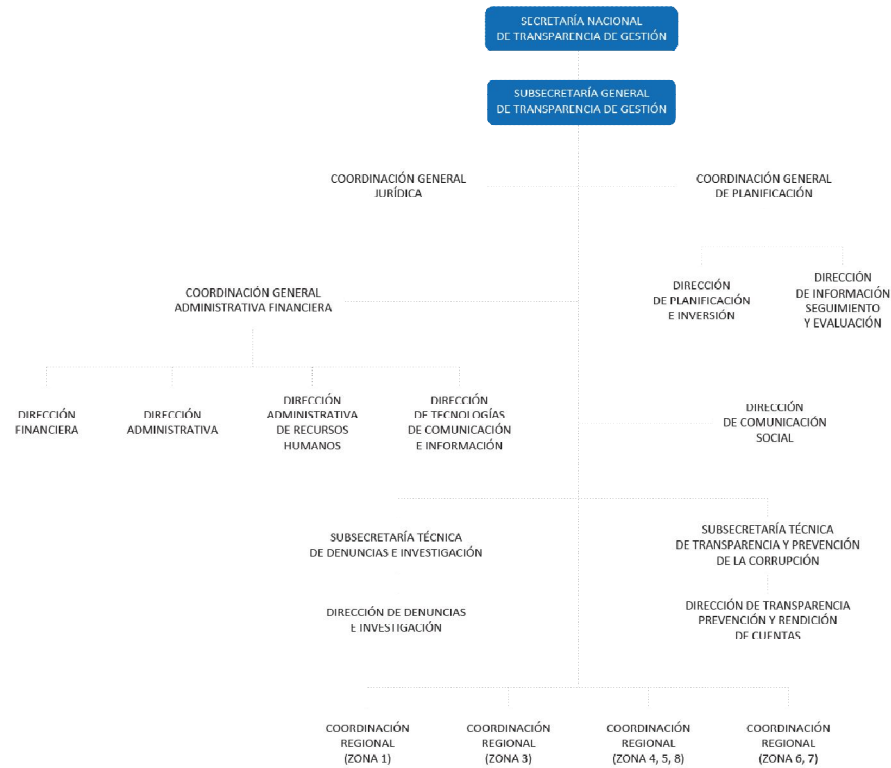 SECRETARÍA NACIONAL
DE TRANSPARENCIA DE GESTIÓN
SUBSECRETARÍA GENERAL
DE TRANSPARENCIA DE GESTIÓN
COORDINACIÓN GENERAL
JURÍDICA
COORDINACIÓN GENERAL
DE PLANIFICACIÓN
DIRECCIÓN
DE PLANIFICACIÓN
E INVERSIÓN
DIRECCIÓN
DE INFORMACIÓN
SEGUIMIENTO
Y EVALUACIÓN
COORDINACIÓN GENERAL
ADMINISTRATIVA FINANCIERA
DIRECCIÓN
FINANCIERA
DIRECCIÓN
ADMINISTRATIVA
DIRECCIÓN
ADMINISTRATIVA
DE RECURSOS
HUMANOS
DIRECCIÓN
DE TECNOLOGÍAS
DE COMUNICACIÓN
E INFORMACIÓN
DIRECCIÓN
DE COMUNICACIÓN
SOCIAL
SUBSECRETARÍA TÉCNICA
DE DENUNCIAS E INVESTIGACIÓN
SUBSECRETARÍA TÉCNICA
DE TRANSPARENCIA Y PREVENCIÓN
DE LA CORRUPCIÓN
DIRECCIÓN DE DENUNCIAS
E INVESTIGACIÓN
DIRECCIÓN DE TRANSPARENCIA
PREVENCIÓN Y RENDICIÓN
DE CUENTAS
COORDINACIÓN
REGIONAL
(ZONA 1)
COORDINACIÓN
REGIONAL
(ZONA 3)
COORDINACIÓN
REGIONAL
(ZONA 4, 5, 8)
COORDINACIÓN
REGIONAL
(ZONA 6, 7)